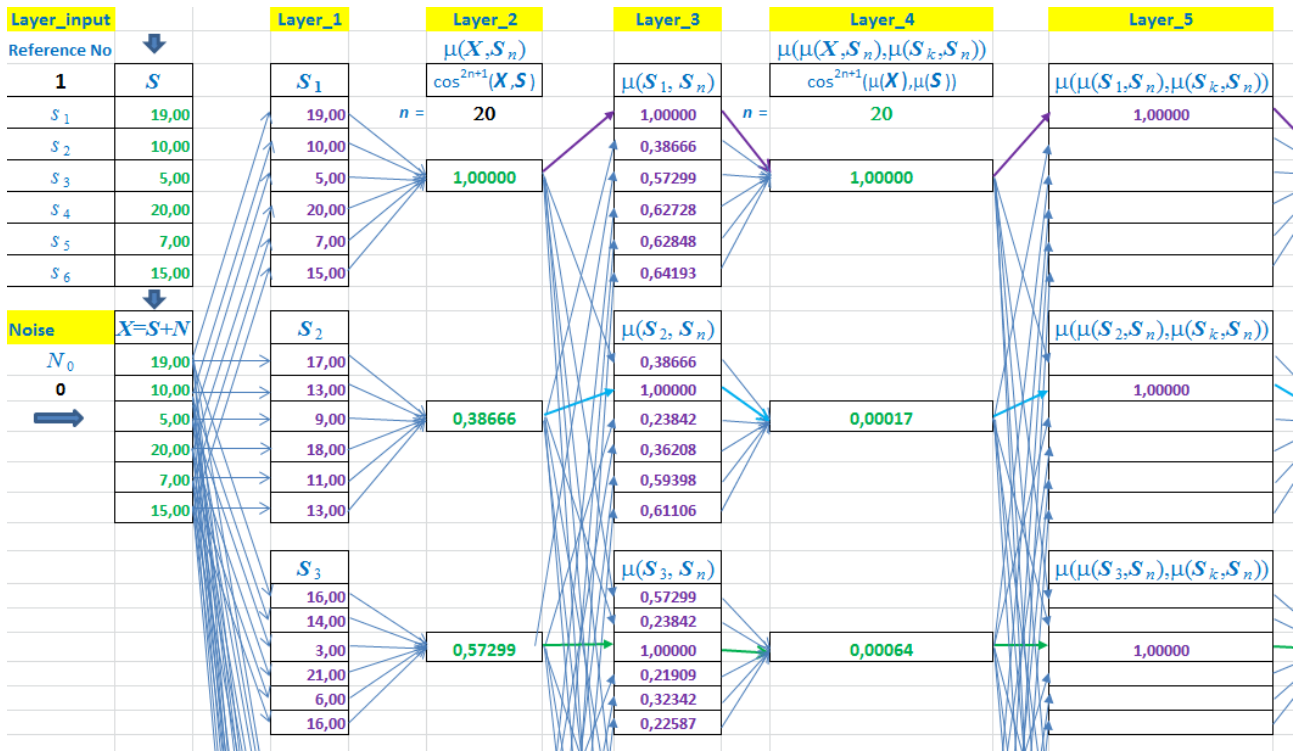 Layer_input Layer_1 Layer_2 Layer_3 Layer_4 Layer_5
Reference No μ(X,Sₙ) μ(μ(X,Sₙ),μ(Sₖ,Sₙ))
1 S S₁ cos²ⁿ⁺¹(X,S) μ(S₁, Sₙ) cos²ⁿ⁺¹(μ(X),μ(S)) μ(μ(S₁,Sₙ),μ(Sₖ,Sₙ))
s₁ 19,00 19,00 n = 20 1,00000 n = 20 1,00000
s₂ 10,00 10,00 0,38666
s₃ 5,00 5,00 1,00000 0,57299 1,00000
s₄ 20,00 20,00 0,62728
s₅ 7,00 7,00 0,62848
s₆ 15,00 15,00 0,64193
Noise X=S+N S₂ μ(S₂, Sₙ) μ(μ(S₂,Sₙ),μ(Sₖ,Sₙ))
N₀ 19,00 17,00 0,38666
0 10,00 13,00 1,00000 1,00000
5,00 9,00 0,38666 0,23842 0,00017
20,00 18,00 0,36208
7,00 11,00 0,59398
15,00 13,00 0,61106
S₃ μ(S₃, Sₙ) μ(μ(S₃,Sₙ),μ(Sₖ,Sₙ))
16,00 0,57299
14,00 0,23842
3,00 0,57299 1,00000 0,00064 1,00000
21,00 0,21909
6,00 0,32342
16,00 0,22587